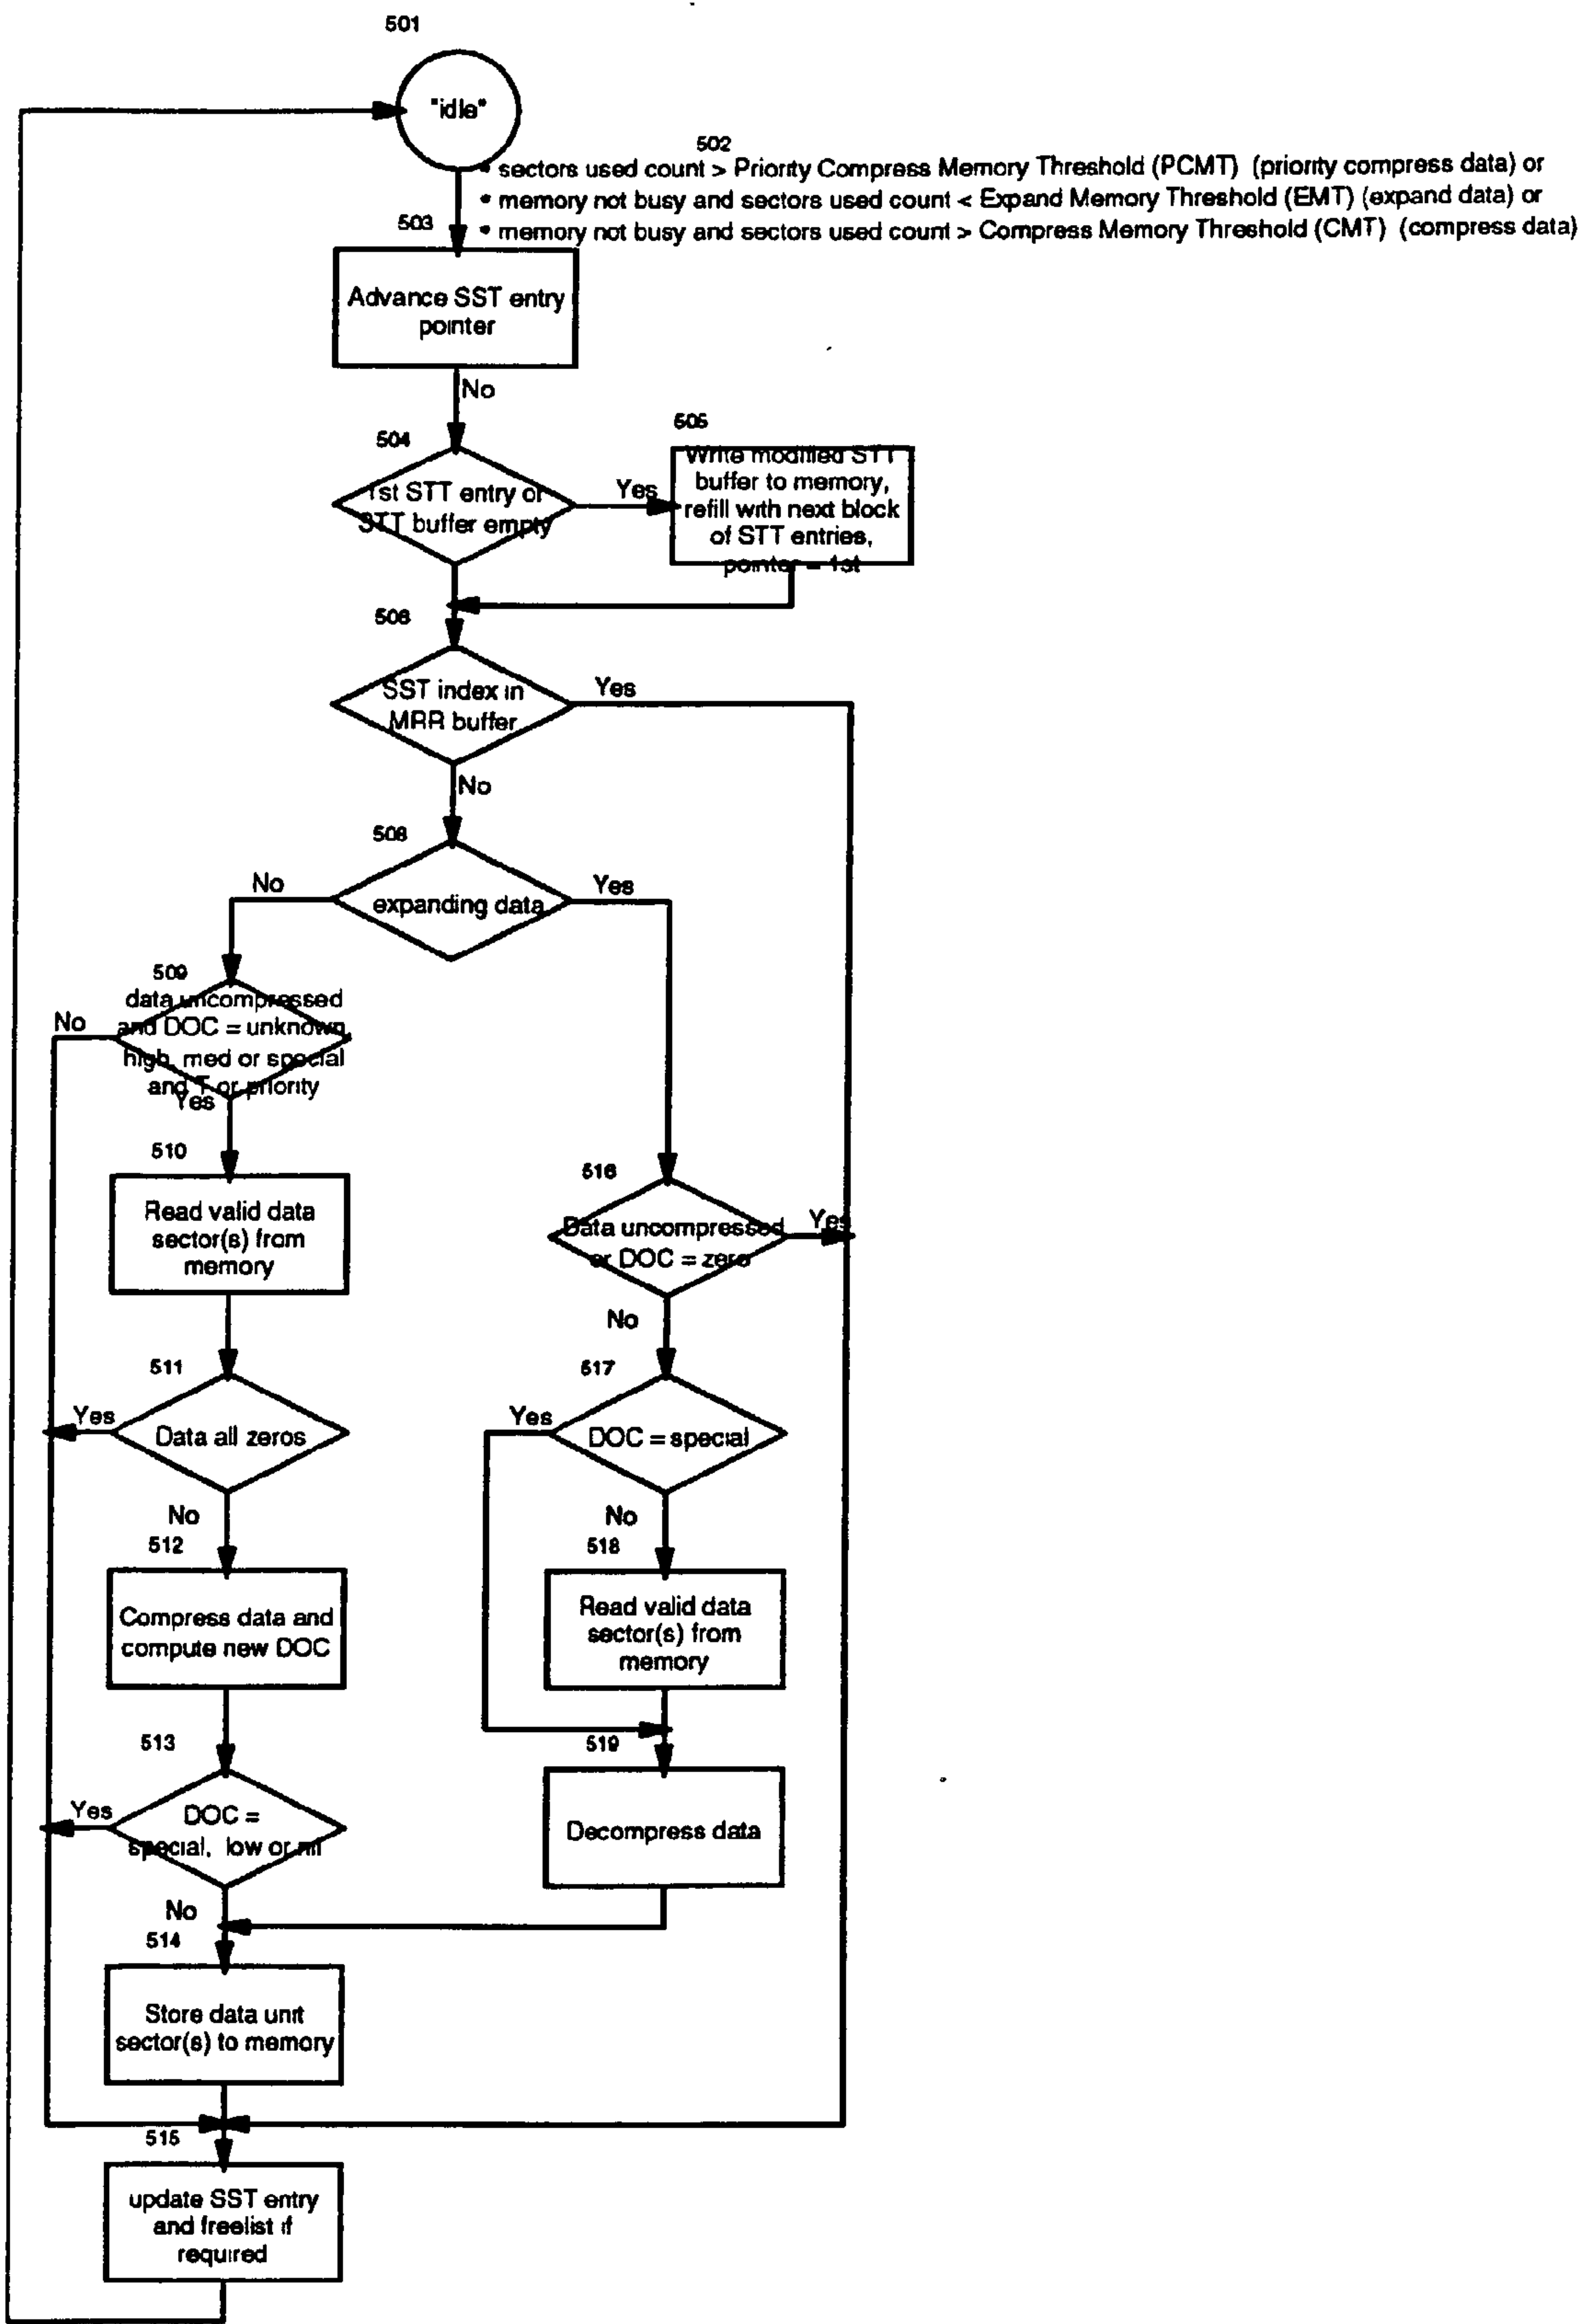 501
"idle"
502
* sectors used count > Priority Compress Memory Threshold (PCMT) (priority compress data) or
* memory not busy and sectors used count < Expand Memory Threshold (EMT) (expand data) or
* memory not busy and sectors used count > Compress Memory Threshold (CMT) (compress data)
503
Advance SST entry
pointer
No
504
1st STT entry or
STT buffer empty
Yes
505
Write modified STT
buffer to memory,
refill with next block
of STT entries,
pointer = 1st
506
SST index in
MRR buffer
Yes
No
508
expanding data
No
Yes
509
data uncompressed
and DOC = unknown,
high, med or special
and T or priority
No
Yes
510
Read valid data
sector(s) from
memory
511
Data all zeros
Yes
No
512
Compress data and
compute new DOC
513
DOC =
special, low or nil
Yes
No
514
Store data unit
sector(s) to memory
515
update SST entry
and freelist if
required
516
Data uncompressed
or DOC = zero
Yes
No
517
DOC = special
Yes
No
518
Read valid data
sector(s) from
memory
519
Decompress data